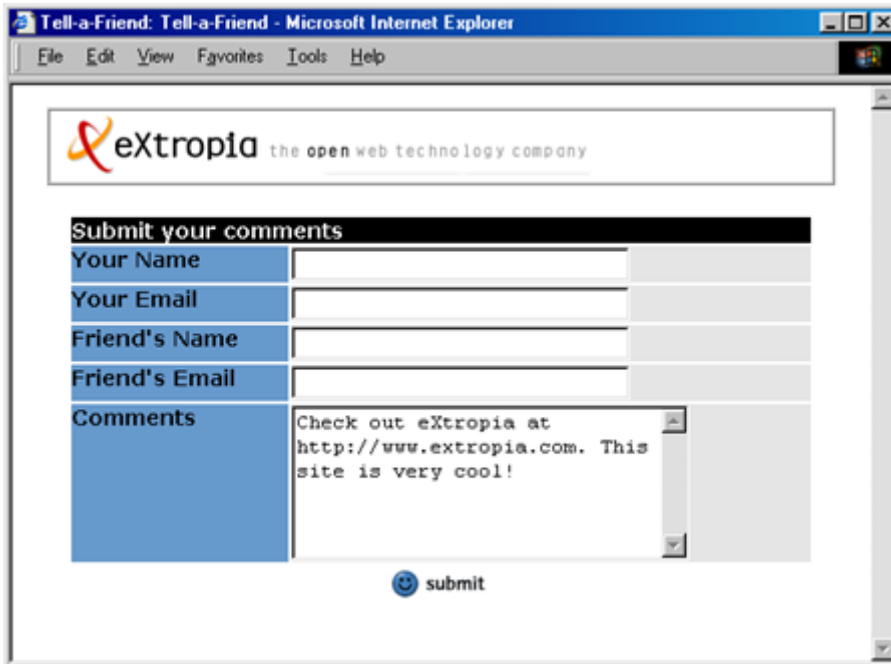 Tell-a-Friend: Tell-a-Friend - Microsoft Internet Explorer
File Edit View Favorites Tools Help
eXtropia the open web technology company
Submit your comments
Your Name
Your Email
Friend's Name
Friend's Email
Comments
Check out eXtropia at
http://www.extropia.com. This
site is very cool!
submit